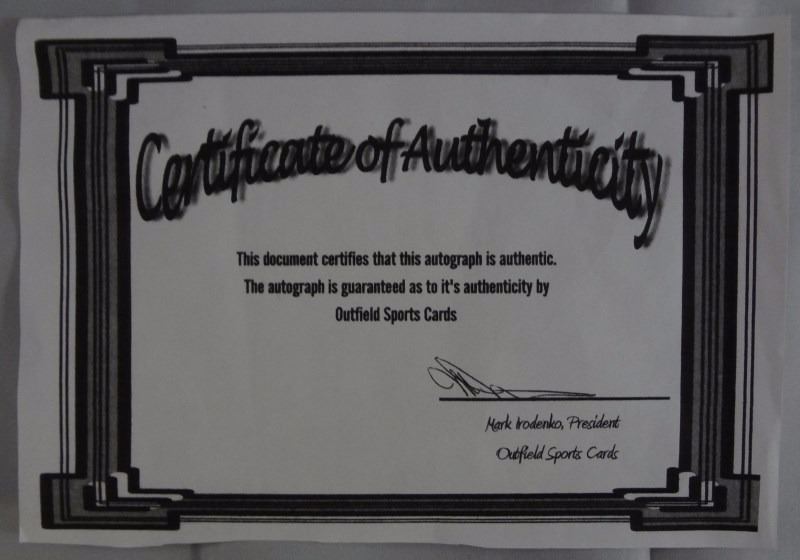 Certificate of Authenticity
This document certifies that this autograph is authentic.
The autograph is guaranteed as to it's authenticity by
Outfield Sports Cards
Mark Irodenko, President
Outfield Sports Cards